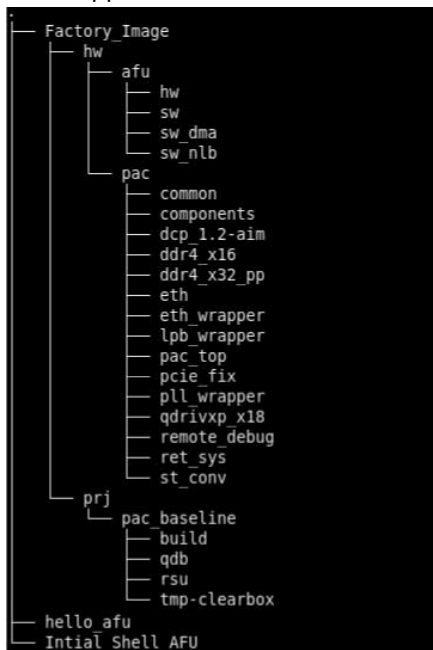 .
├── Factory_Image
│   ├── hw
│   │   ├── afu
│   │   │   ├── hw
│   │   │   ├── sw
│   │   │   ├── sw_dma
│   │   │   └── sw_nlb
│   │   └── pac
│   │       ├── common
│   │       ├── components
│   │       ├── dcp_1.2-aim
│   │       ├── ddr4_x16
│   │       ├── ddr4_x32_pp
│   │       ├── eth
│   │       ├── eth_wrapper
│   │       ├── lpb_wrapper
│   │       ├── pac_top
│   │       ├── pcie_fix
│   │       ├── pll_wrapper
│   │       ├── qdrivxp_x18
│   │       ├── remote_debug
│   │       ├── ret_sys
│   │       └── st_conv
│   └── prj
│       └── pac_baseline
│           ├── build
│           ├── qdb
│           ├── rsu
│           └── tmp-clearbox
├── hello_afu
└── Intial Shell AFU